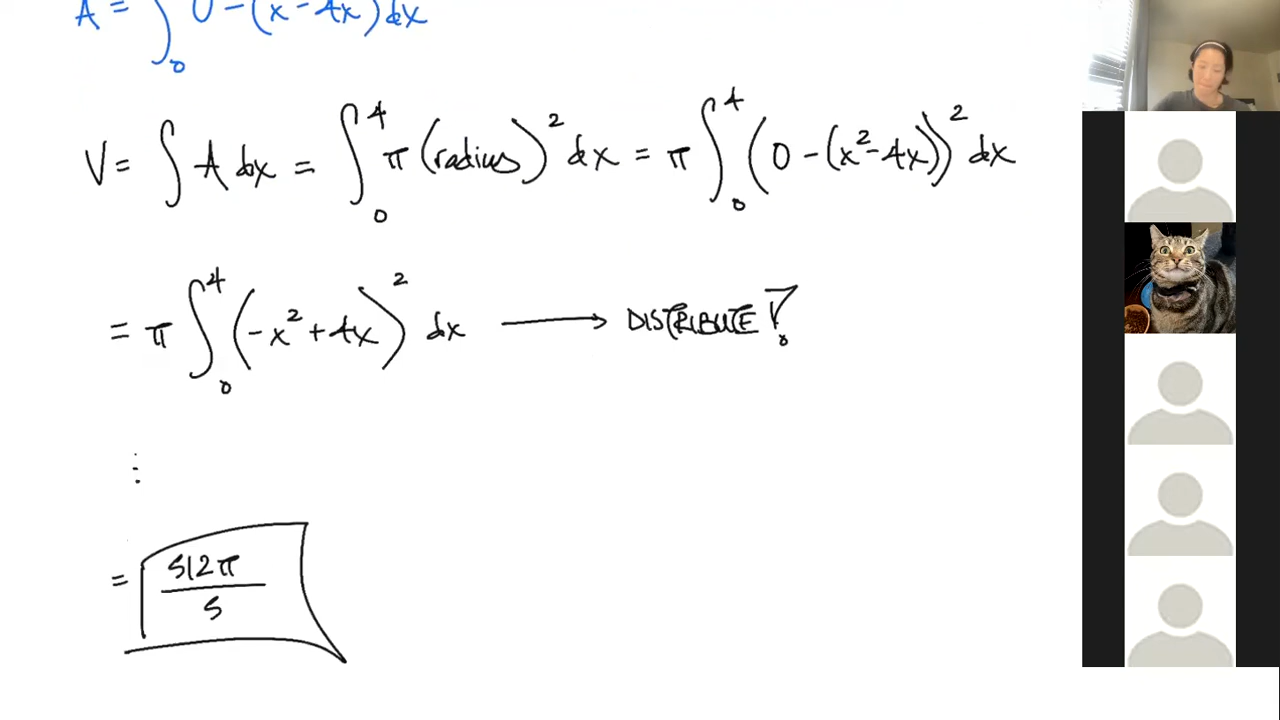 A = ∫₀ 0 - (x - 4x) dx
V = ∫ A dx = ∫₀⁴ π (radius)² dx = π ∫₀⁴ (0 - (x² - 4x))² dx
= π ∫₀⁴ (-x² + 4x)² dx ⟶ DISTRIBUTE!
⋮
= 512π / 5